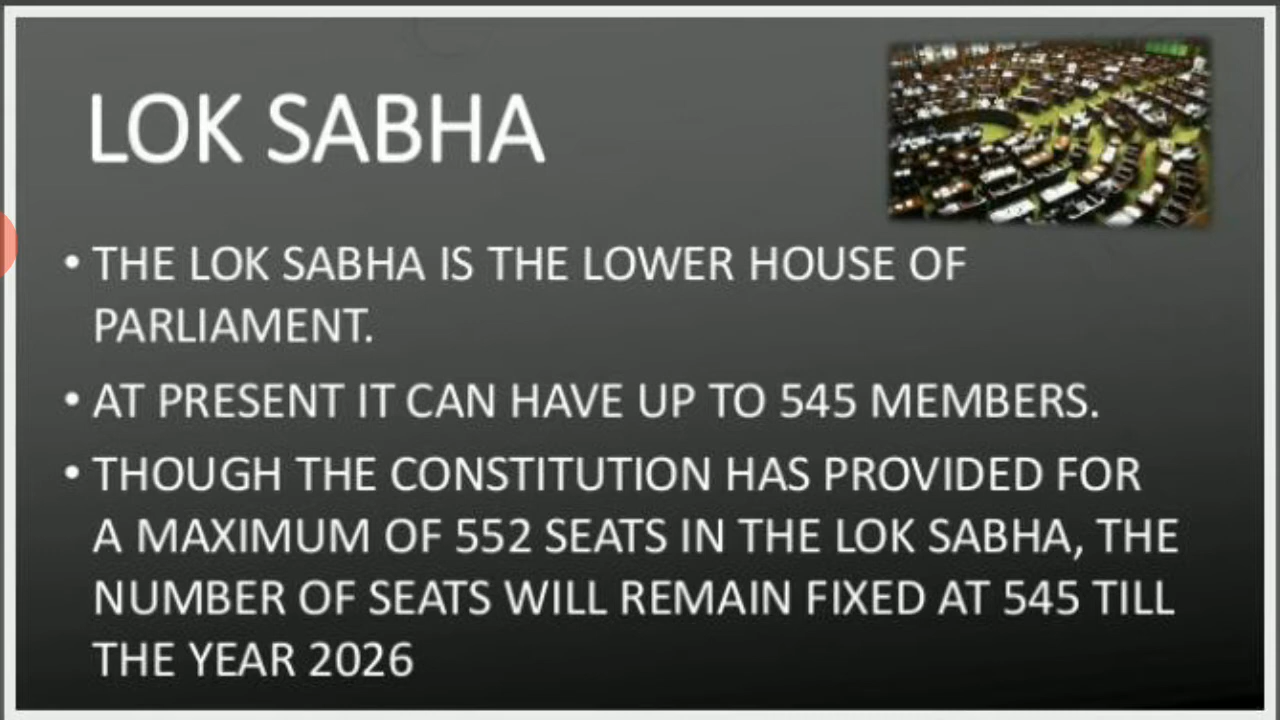 LOK SABHA
• THE LOK SABHA IS THE LOWER HOUSE OF
PARLIAMENT.
• AT PRESENT IT CAN HAVE UP TO 545 MEMBERS.
• THOUGH THE CONSTITUTION HAS PROVIDED FOR
A MAXIMUM OF 552 SEATS IN THE LOK SABHA, THE
NUMBER OF SEATS WILL REMAIN FIXED AT 545 TILL
THE YEAR 2026